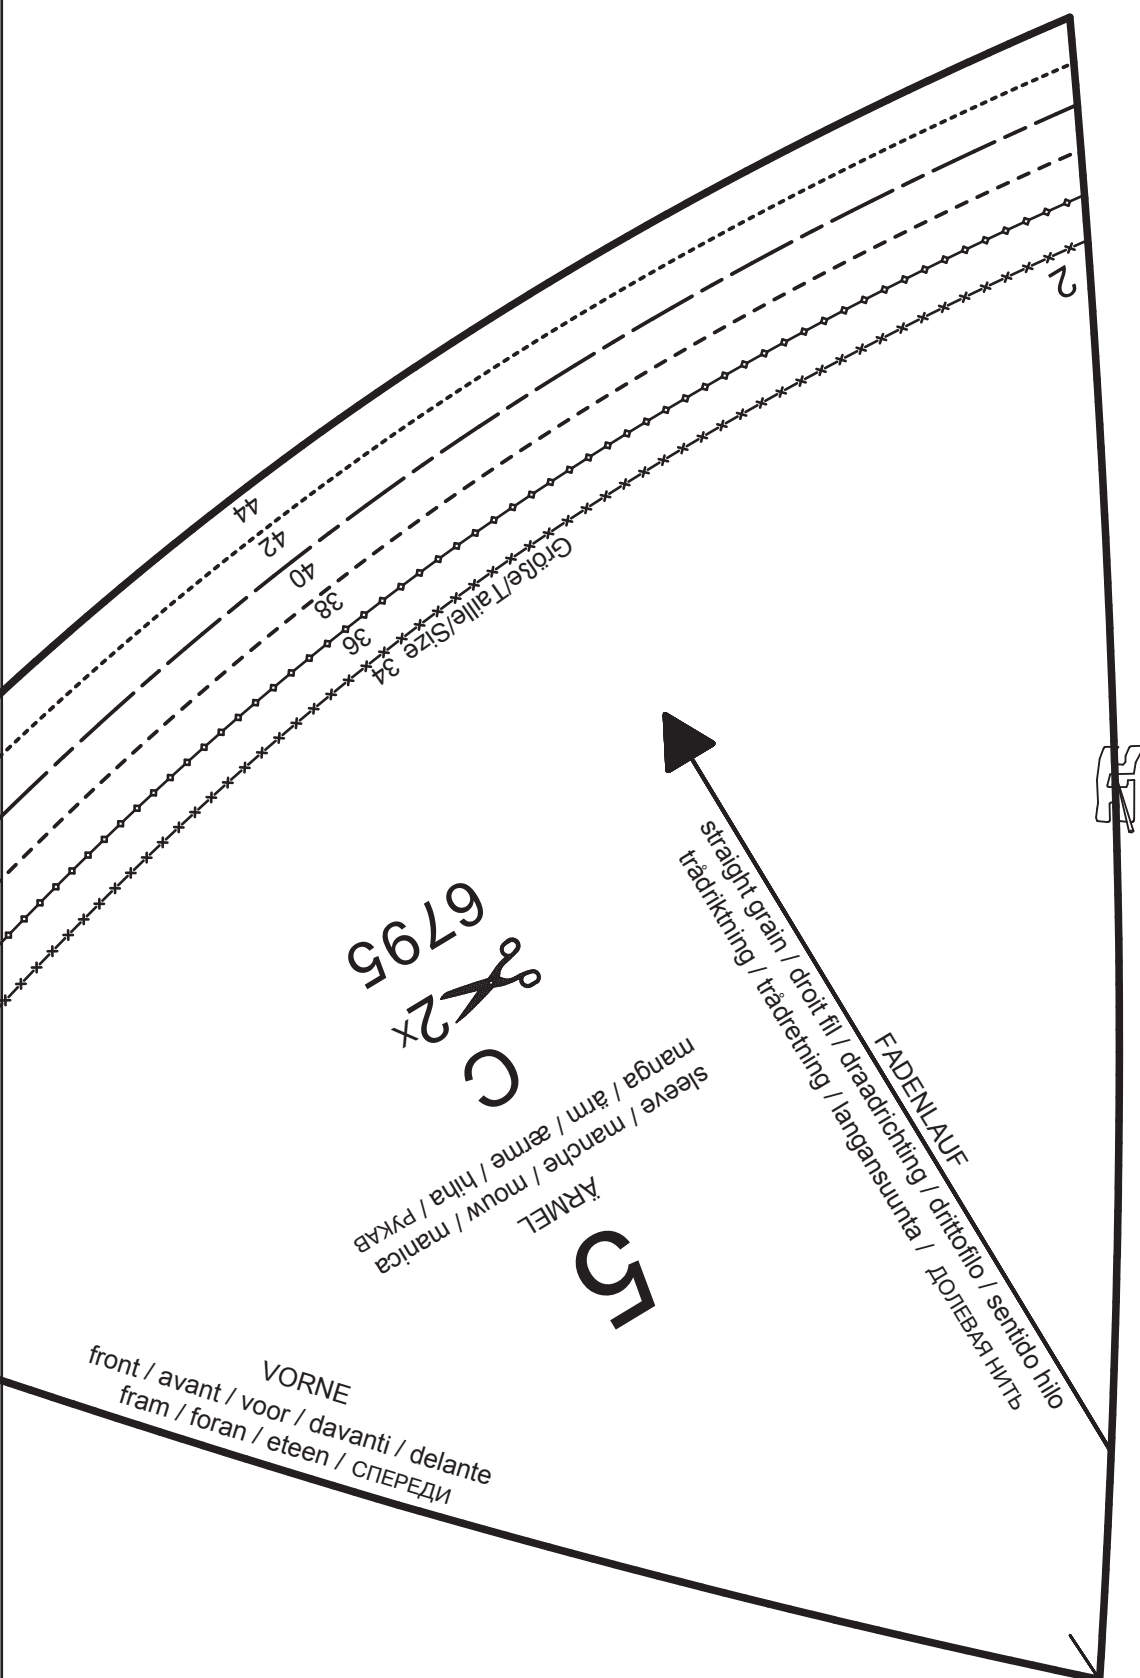 2
44
42
40
38
36
34 Größe/Taille/Size
6795
2x
C
5
ÄRMEL
sleeve / manche / mouw / manica
manga / ärm / ærme / hiha / РУКАВ
FADENLAUF
straight grain / droit fil / draadrichting / drittofilo / sentido hilo
trådriktning / trådretning / langansuunta / ДОЛЕВАЯ НИТЬ
VORNE
front / avant / voor / davanti / delante
fram / foran / eteen / СПЕРЕДИ